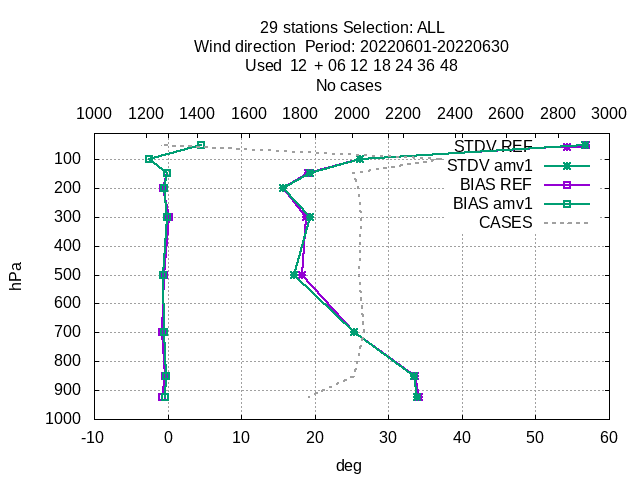 29 stations Selection: ALL
Wind direction  Period: 20220601-20220630
Used  12  + 06 12 18 24 36 48
No cases
1000 1200 1400 1600 1800 2000 2200 2400 2600 2800 3000
STDV REF
STDV amv1
BIAS REF
BIAS amv1
CASES
100
200
300
400
500
600
700
800
900
1000
hPa
-10 0 10 20 30 40 50 60
deg